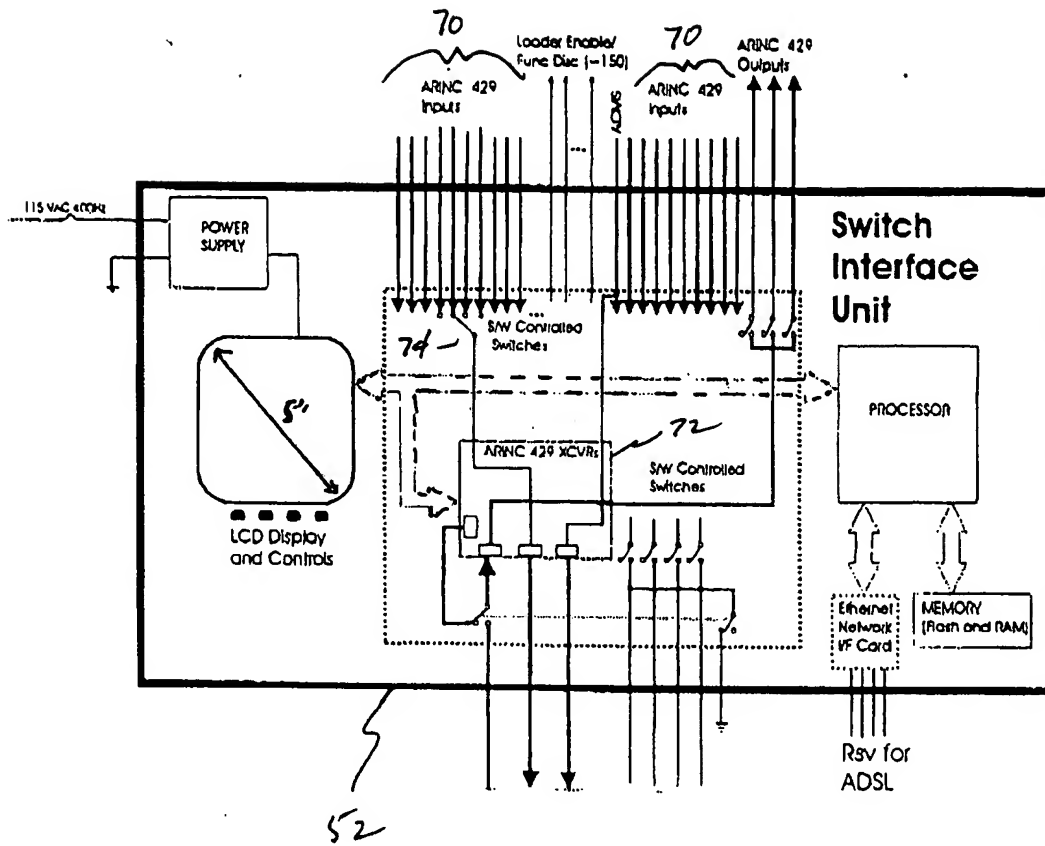 70
70
Loader Enable/
Func Disc (~150)
ARINC 429
Outputs
ARINC 429
Inputs
ACMS
ARINC 429
Inputs
115 VAC 400Hz
POWER
SUPPLY
Switch
Interface
Unit
...
...
S/W Controlled
Switches
74
5"
PROCESSOR
72
ARINC 429 XCVRs
S/W Controlled
Switches
LCD Display
and Controls
Ethernet
Network
I/F Card
MEMORY
(Flash and RAM)
Rsv for
ADSL
52